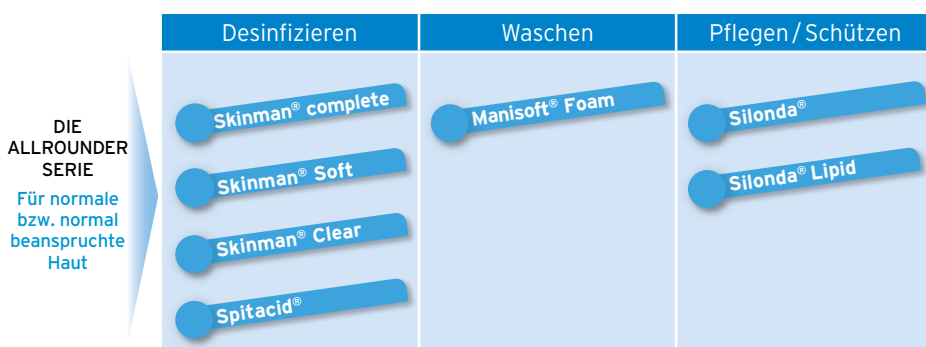 Desinfizieren
Waschen
Pflegen / Schützen
DIE
ALLROUNDER
SERIE
Für normale
bzw. normal
beanspruchte
Haut
Skinman® complete
Skinman® Soft
Skinman® Clear
Spitacid®
Manisoft® Foam
Silonda®
Silonda® Lipid